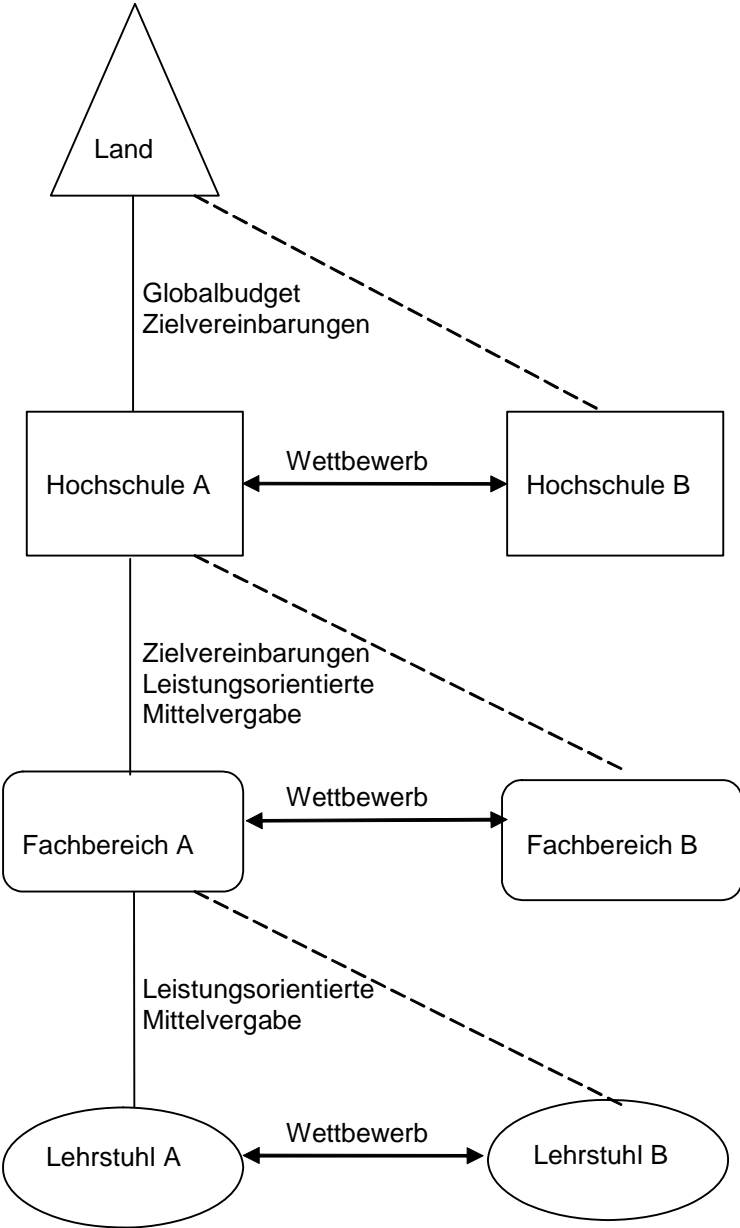 Land
Globalbudget
Zielvereinbarungen
Hochschule A
Wettbewerb
Hochschule B
Zielvereinbarungen
Leistungsorientierte
Mittelvergabe
Fachbereich A
Wettbewerb
Fachbereich B
Leistungsorientierte
Mittelvergabe
Lehrstuhl A
Wettbewerb
Lehrstuhl B